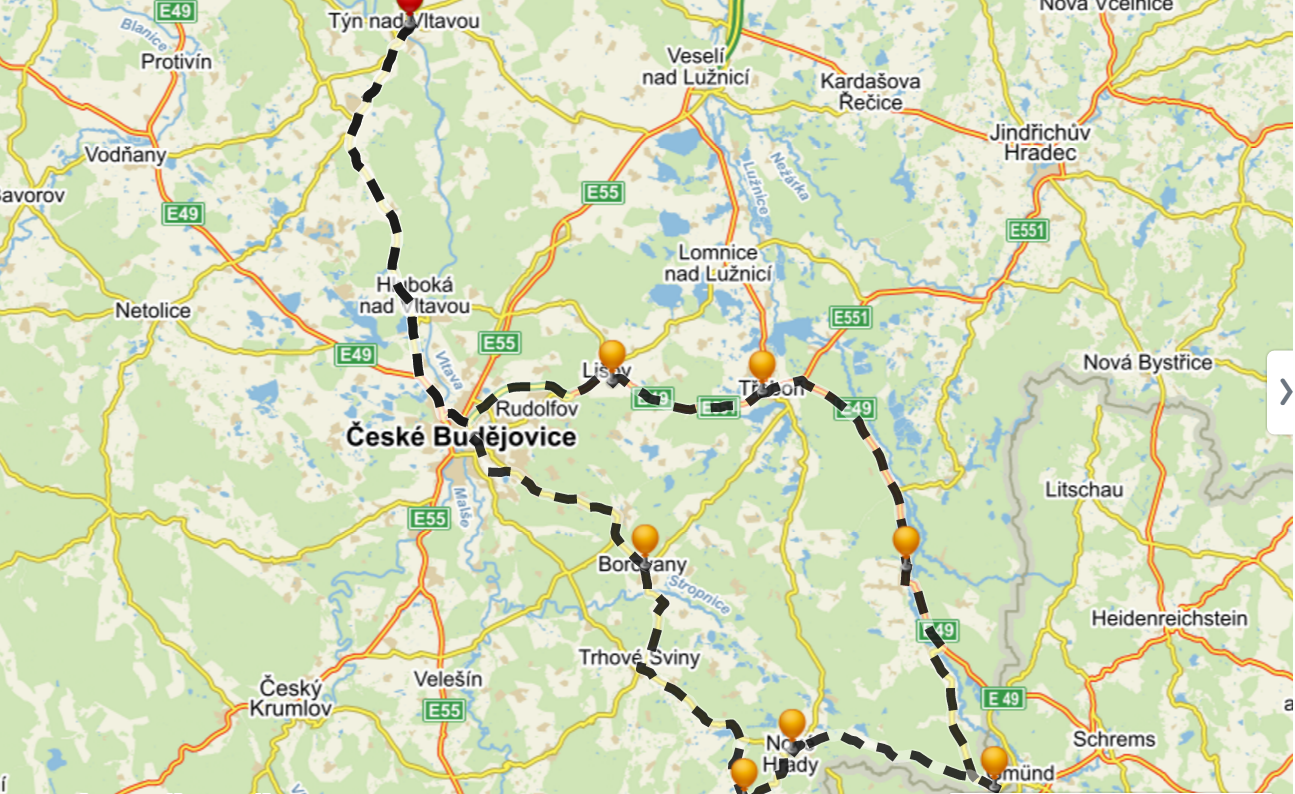 E49
Nová Včelnice
Týn nad Vltavou
Blanice
Protivín
Veselí
nad Lužnicí
Kardašova
Řečice
Jindřichův
Hradec
Vodňany
Bavorov
Lužnice
Nežárka
E55
E49
E551
Lomnice
nad Lužnicí
Hluboká
nad Vltavou
Netolice
E551
E55
E49
Vltava
Nová Bystřice
Lišov
Třeboň
E49
Rudolfov
E49
České Budějovice
Litschau
Malše
E55
Borovany
Stropnice
Heidenreichstein
E49
Trhové Sviny
Velešín
Český
Krumlov
E55
E 49
Nové
Hrady
Schrems
Gmünd